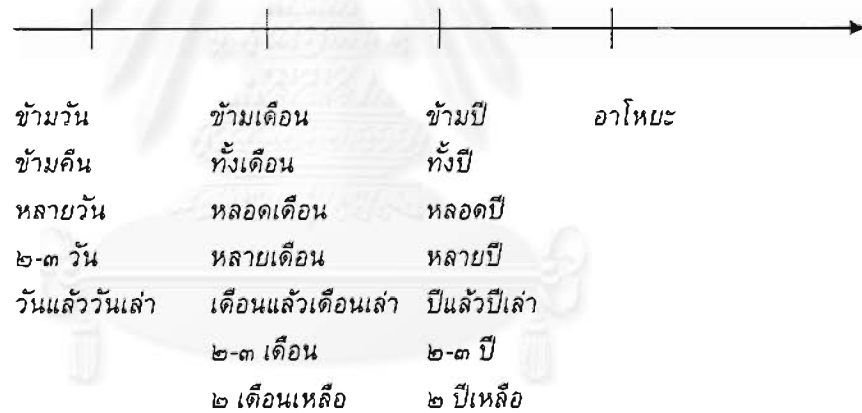 ข้ามวัน ข้ามเดือน ข้ามปี อาโหยะ
ข้ามคืน ทั้งเดือน ทั้งปี
หลายวัน หลอดเดือน หลอดปี
๒-๓ วัน หลายเดือน หลายปี
วันแล้ววันเล่า เดือนแล้วเดือนเล่า ปีแล้วปีเล่า
๒-๓ เดือน ๒-๓ ปี
๒ เดือนเหลือ ๒ ปีเหลือ